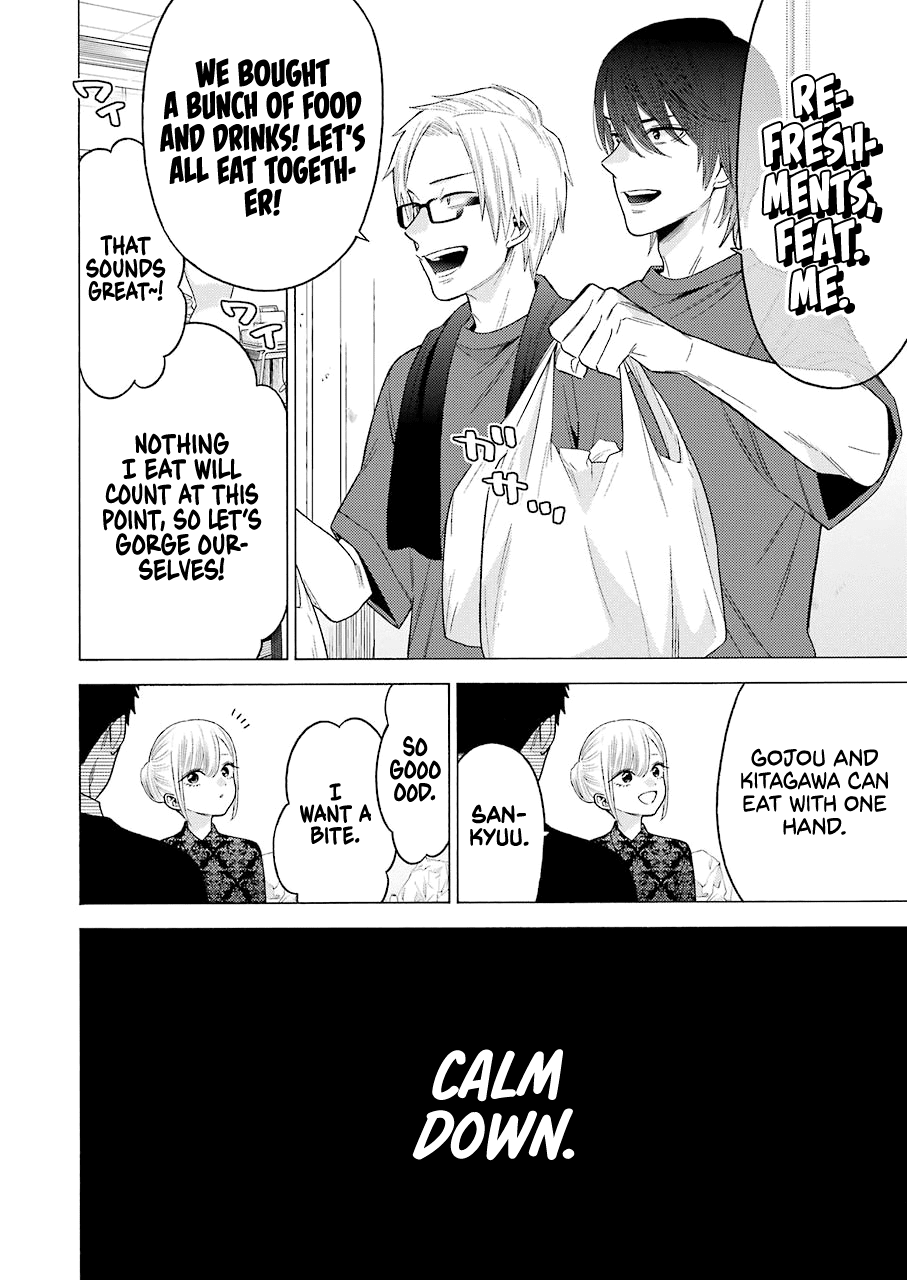 RE-
FRESH-
MENTS,
FEAT.
ME.
WE BOUGHT
A BUNCH OF FOOD
AND DRINKS! LET'S
ALL EAT TOGETH-
ER!
ガ
サ...
ワイ
THAT
SOUNDS
GREAT~!
ワイ
NOTHING
I EAT WILL
COUNT AT THIS
POINT, SO LET'S
GORGE OUR-
SELVES!
GOJOU AND
KITAGAWA CAN
EAT WITH ONE
HAND.
SAN-
KYUU.
SO
GOOO
OOD.
I
WANT A
BITE.
CALM
DOWN.